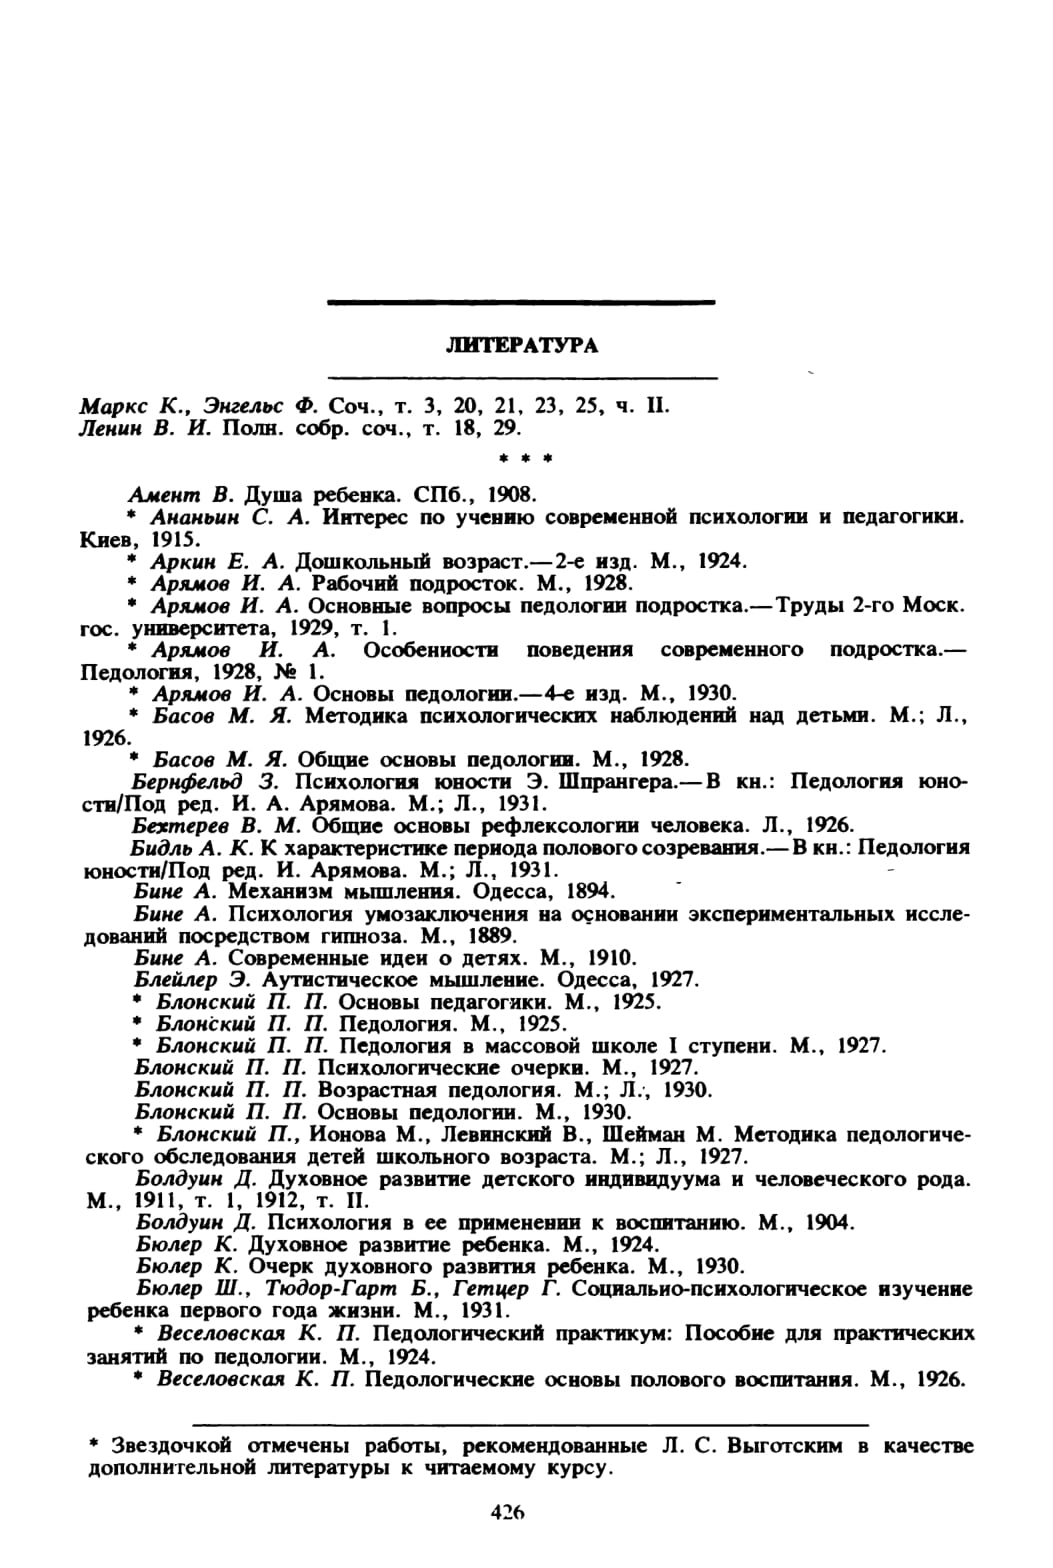 ЛИТЕРАТУРА
Маркс К., Энгельс Ф. Соч., т. 3, 20, 21, 23, 25, ч. II.
Ленин В. И. Полн. собр. соч., т. 18, 29.
* * *
Амент В. Душа ребенка. СПб., 1908.
* Ананьин С. А. Интерес по учению современной психологии и педагогики.
Киев, 1915.
* Аркин Е. А. Дошкольный возраст.—2-е изд. М., 1924.
* Арямов И. А. Рабочий подросток. М., 1928.
* Арямов И. А. Основные вопросы педологии подростка.—Труды 2-го Моск.
гос. университета, 1929, т. 1.
* Арямов И. А. Особенности поведения современного подростка.—
Педология, 1928, № 1.
* Арямов И. А. Основы педологии.—4-е изд. М., 1930.
* Басов М. Я. Методика психологических наблюдений над детьми. М.; Л.,
1926.
* Басов М. Я. Общие основы педологии. М., 1928.
Бернфельд З. Психология юности Э. Шпрангера.—В кн.: Педология юно-
сти/Под ред. И. А. Арямова. М.; Л., 1931.
Бехтерев В. М. Общие основы рефлексологии человека. Л., 1926.
Бидль А. К. К характеристике периода полового созревания.—В кн.: Педология
юности/Под ред. И. Арямова. М.; Л., 1931.
Бине А. Механизм мышления. Одесса, 1894.
Бине А. Психология умозаключения на основании экспериментальных иссле-
дований посредством гипноза. М., 1889.
Бине А. Современные идеи о детях. М., 1910.
Блейлер Э. Аутистическое мышление. Одесса, 1927.
* Блонский П. П. Основы педагогики. М., 1925.
* Блонский П. П. Педология. М., 1925.
* Блонский П. П. Педология в массовой школе I ступени. М., 1927.
Блонский П. П. Психологические очерки. М., 1927.
Блонский П. П. Возрастная педология. М.; Л., 1930.
Блонский П. П. Основы педологии. М., 1930.
* Блонский П., Ионова М., Левинский В., Шейман М. Методика педологиче-
ского обследования детей школьного возраста. М.; Л., 1927.
Болдуин Д. Духовное развитие детского индивидуума и человеческого рода.
М., 1911, т. 1, 1912, т. II.
Болдуин Д. Психология в ее применении к воспитанию. М., 1904.
Бюлер К. Духовное развитие ребенка. М., 1924.
Бюлер К. Очерк духовного развития ребенка. М., 1930.
Бюлер Ш., Тюдор-Гарт Б., Гетцер Г. Социально-психологическое изучение
ребенка первого года жизни. М., 1931.
* Веселовская К. П. Педологический практикум: Пособие для практических
занятий по педологии. М., 1924.
* Веселовская К. П. Педологические основы полового воспитания. М., 1926.
* Звездочкой отмечены работы, рекомендованные Л. С. Выготским в качестве
дополнительной литературы к читаемому курсу.
426